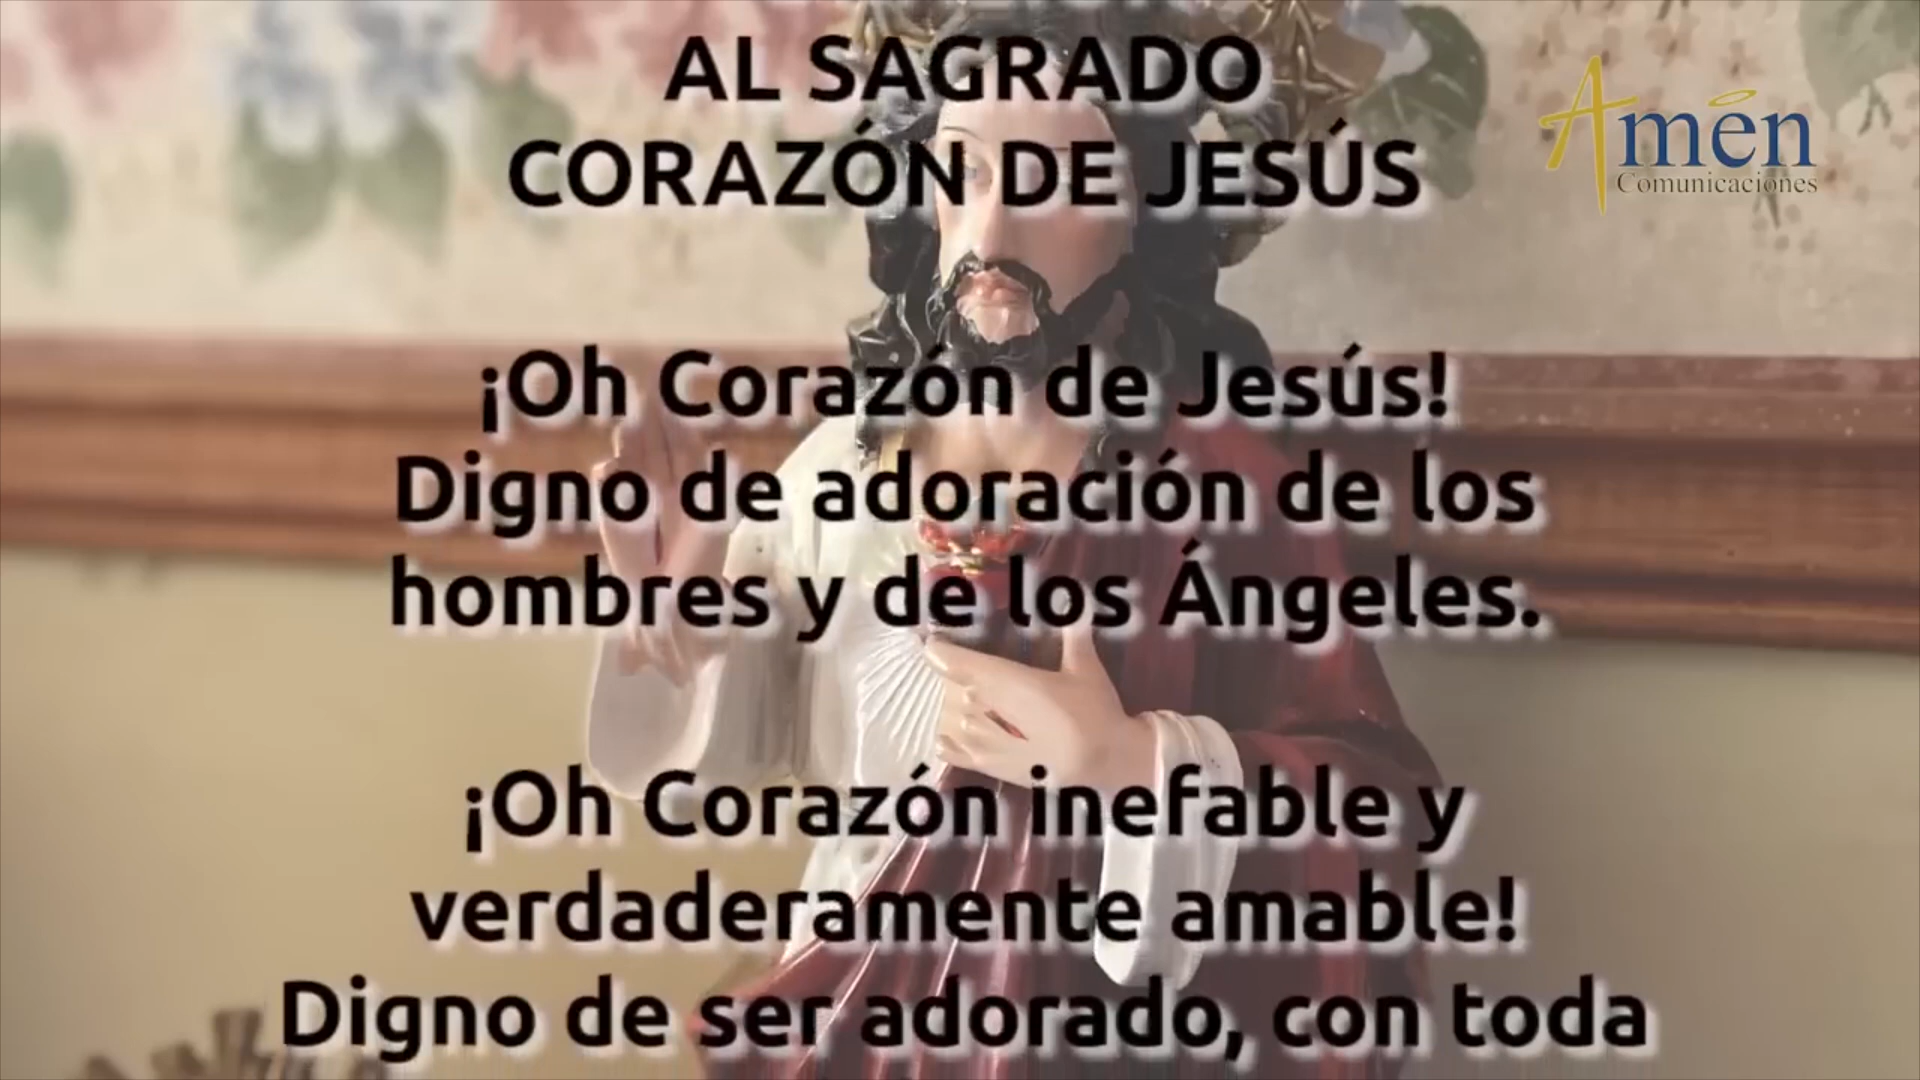 AL SAGRADO
CORAZÓN DE JESÚS
Amén
Comunicaciones
¡Oh Corazón de Jesús!
Digno de adoración de los
hombres y de los Ángeles.
¡Oh Corazón inefable y
verdaderamente amable!
Digno de ser adorado, con toda